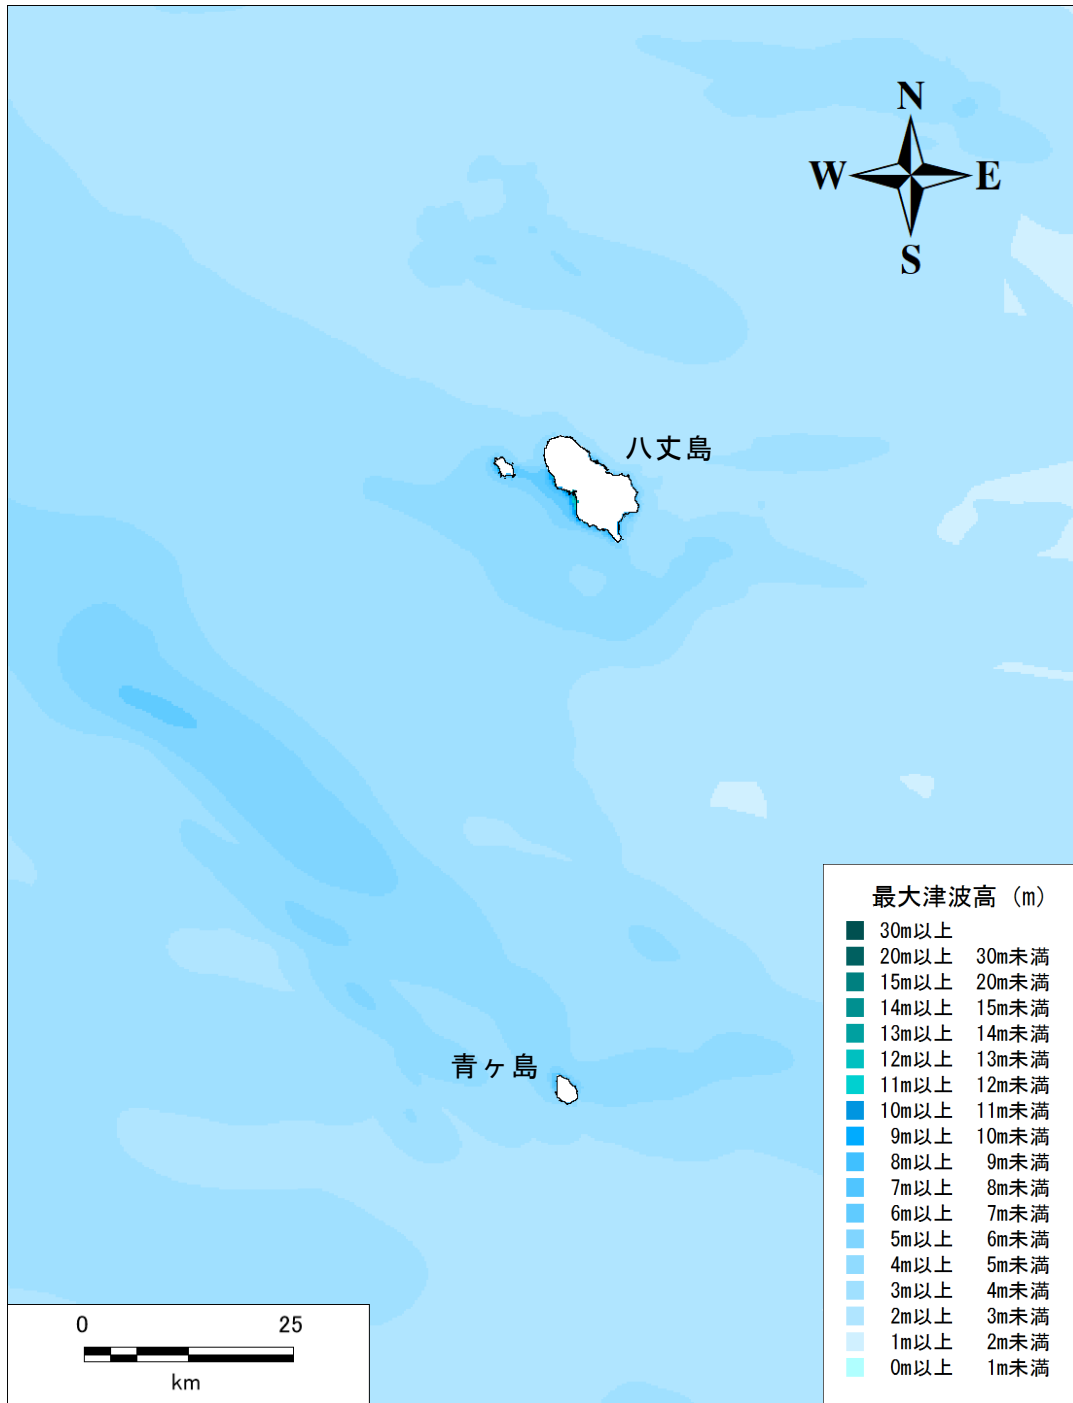 N
W E
S
八丈島
青ヶ島
最大津波高 (m)
30m以上
20m以上 30m未満
15m以上 20m未満
14m以上 15m未満
13m以上 14m未満
12m以上 13m未満
11m以上 12m未満
10m以上 11m未満
9m以上 10m未満
8m以上 9m未満
7m以上 8m未満
6m以上 7m未満
5m以上 6m未満
4m以上 5m未満
3m以上 4m未満
2m以上 3m未満
1m以上 2m未満
0m以上 1m未満
0 25
km